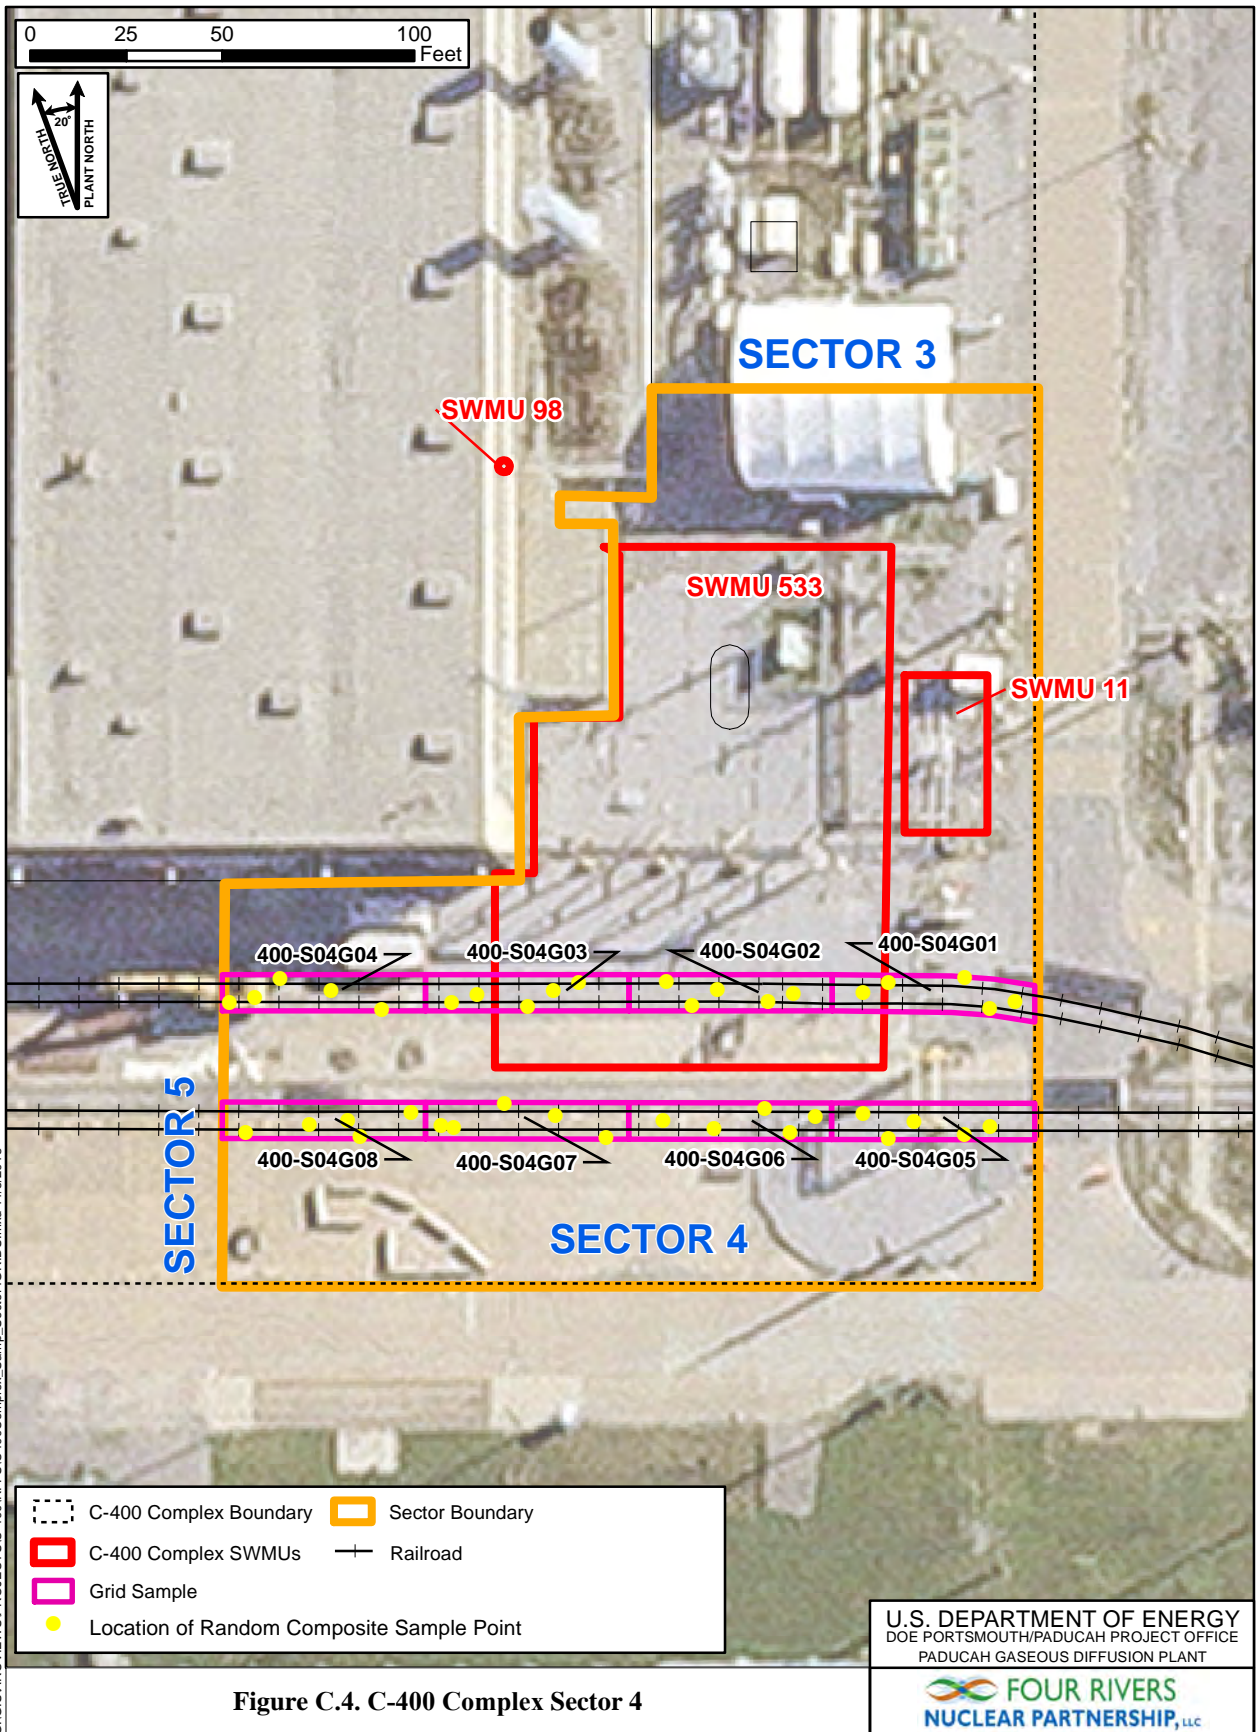 0 25 50 100
Feet
20°
TRUE NORTH
PLANT NORTH
SECTOR 3
SWMU 98
SWMU 533
SWMU 11
400-S04G04
400-S04G03
400-S04G02
400-S04G01
SECTOR 5
400-S04G08
400-S04G07
400-S04G06
400-S04G05
SECTOR 4
C-400 Complex Boundary
Sector Boundary
C-400 Complex SWMUs
Railroad
Grid Sample
Location of Random Composite Sample Point
U.S. DEPARTMENT OF ENERGY
DOE PORTSMOUTH/PADUCAH PROJECT OFFICE
PADUCAH GASEOUS DIFFUSION PLANT
FOUR RIVERS
NUCLEAR PARTNERSHIP, LLC
Figure C.4. C-400 Complex Sector 4